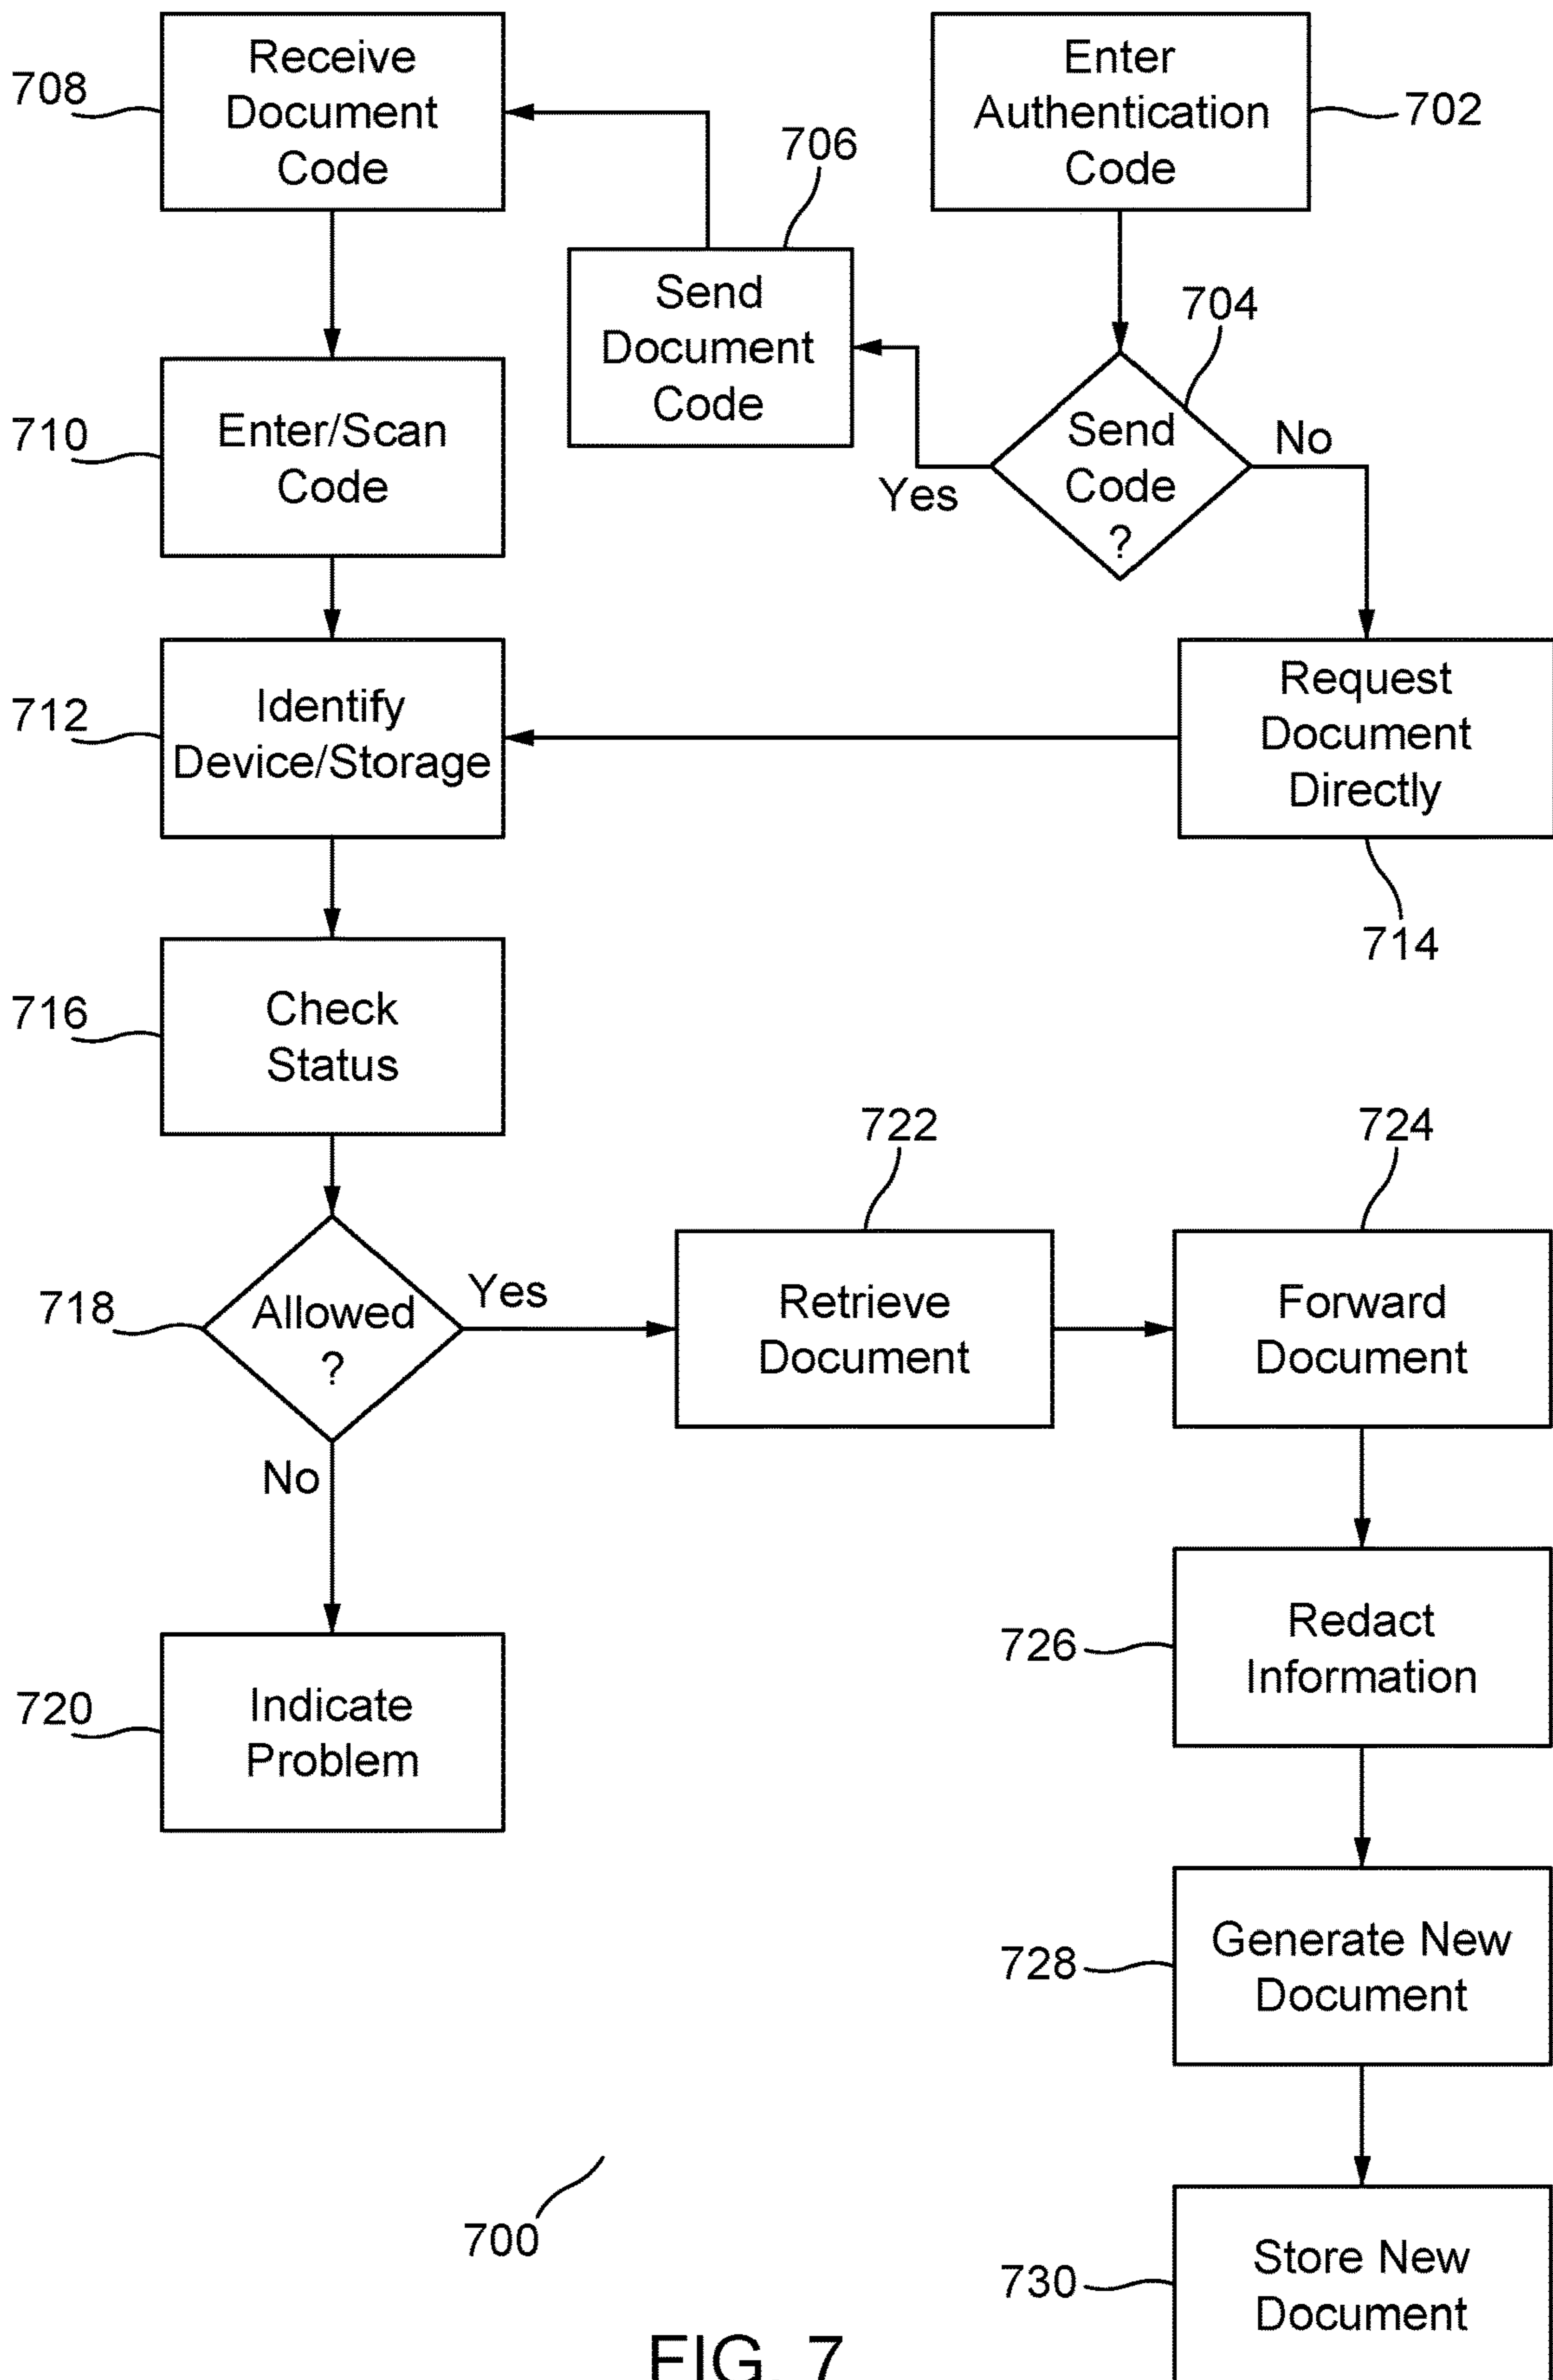 Receive
Document
Code
708
Enter
Authentication
Code
702
706
Send
Document
Code
704
Send
Code
?
Yes
No
710
Enter/Scan
Code
712
Identify
Device/Storage
Request
Document
Directly
714
716
Check
Status
718
Allowed
?
Yes
No
722
Retrieve
Document
724
Forward
Document
720
Indicate
Problem
726
Redact
Information
728
Generate New
Document
700
730
Store New
Document
FIG. 7